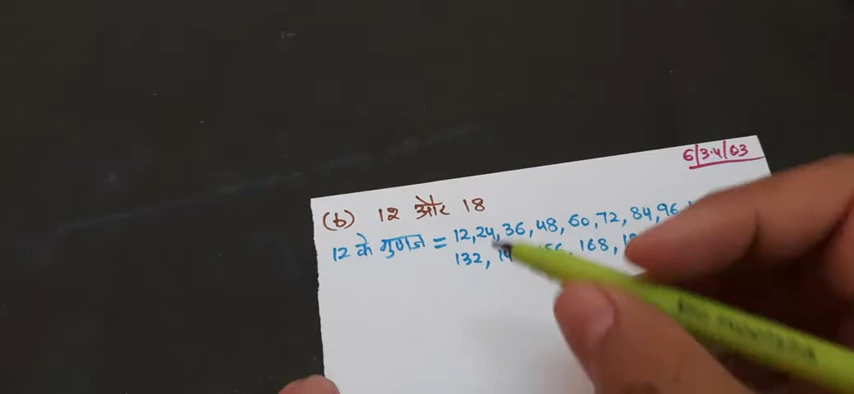 6/3.4/03
(b) 12 और 18
12 के गुणज = 12, 24, 36, 48, 60, 72, 84, 96,
132, 168,